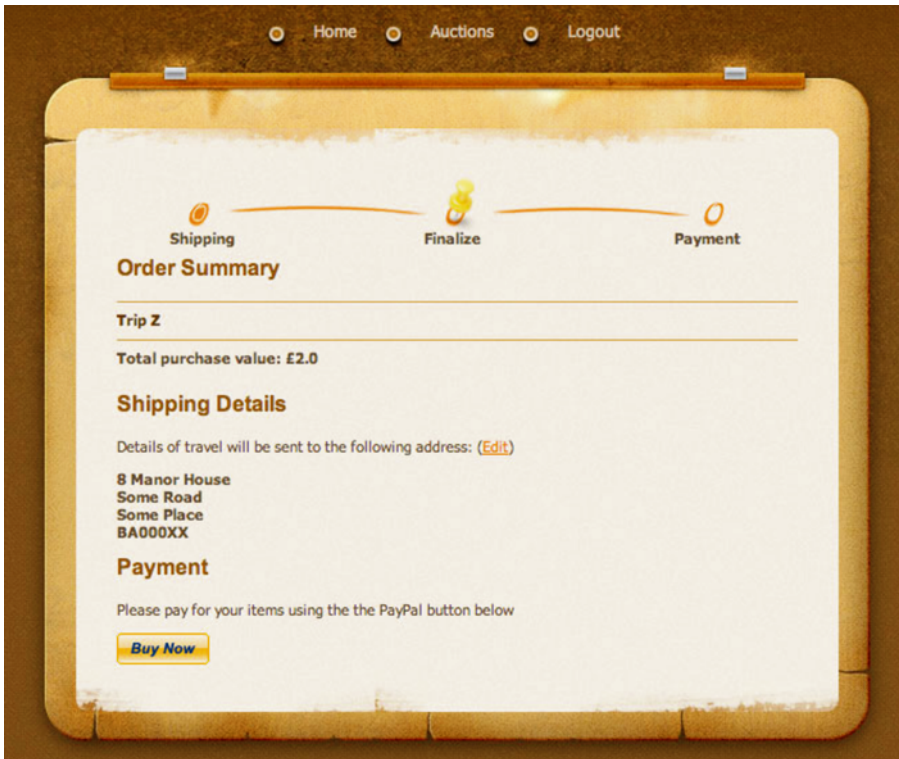 Home Auctions Logout
Shipping Finalize Payment
Order Summary
Trip Z
Total purchase value: £2.0
Shipping Details
Details of travel will be sent to the following address: (Edit)
8 Manor House
Some Road
Some Place
BA000XX
Payment
Please pay for your items using the the PayPal button below
Buy Now